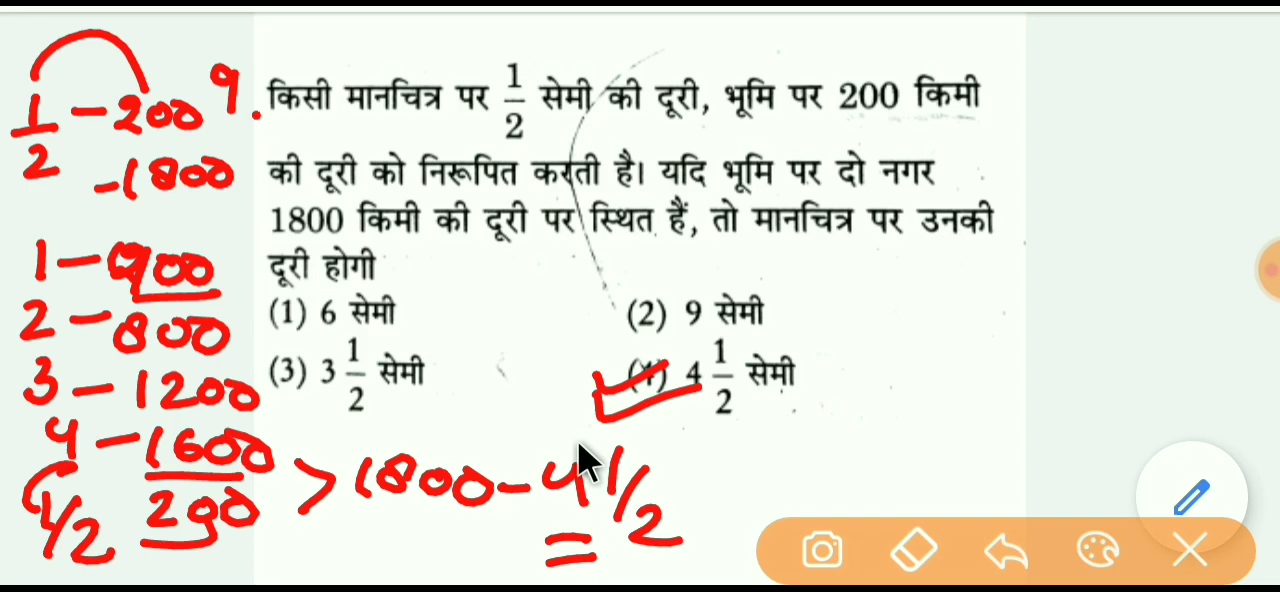 1/2 – 200
– 1800
1 – 400
2 – 800
3 – 1200
4 – 1600
1/2 200 > 1800 – 4 1/2
9. किसी मानचित्र पर 1/2 सेमी की दूरी, भूमि पर 200 किमी
की दूरी को निरूपित करती है। यदि भूमि पर दो नगर
1800 किमी की दूरी पर स्थित हैं, तो मानचित्र पर उनकी
दूरी होगी
(1) 6 सेमी (2) 9 सेमी
(3) 3 1/2 सेमी (4) 4 1/2 सेमी